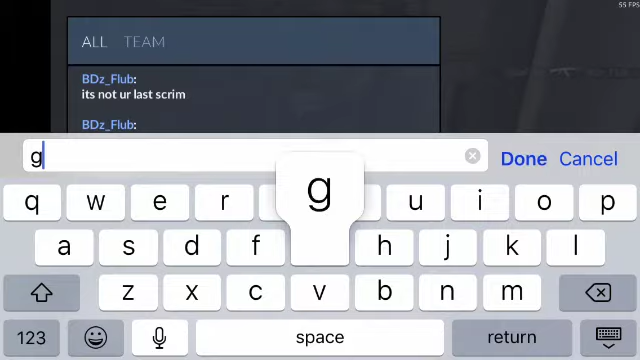 55 FPS
ALL TEAM
BDz_Flub:
its not ur last scrim
BDz_Flub:
g
Done Cancel
g
q w e r u i o p
a s d f h j k l
z x c v b n m
123 space return